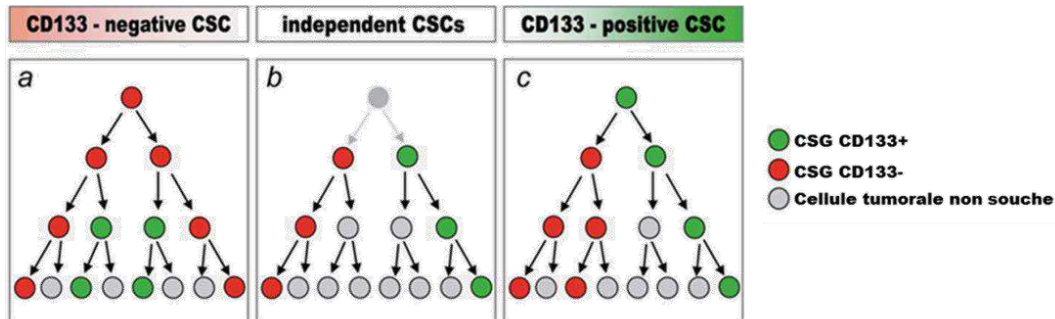 CD133 - negative CSC
independent CSCs
CD133 - positive CSC
a
b
c
CSG CD133+
CSG CD133-
Cellule tumorale non souche